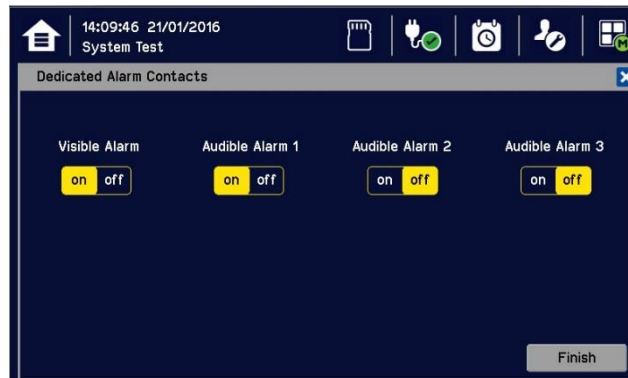 14:09:46 21/01/2016
System Test
Dedicated Alarm Contacts
Visible Alarm Audible Alarm 1 Audible Alarm 2 Audible Alarm 3
on off on off on off on off
Finish